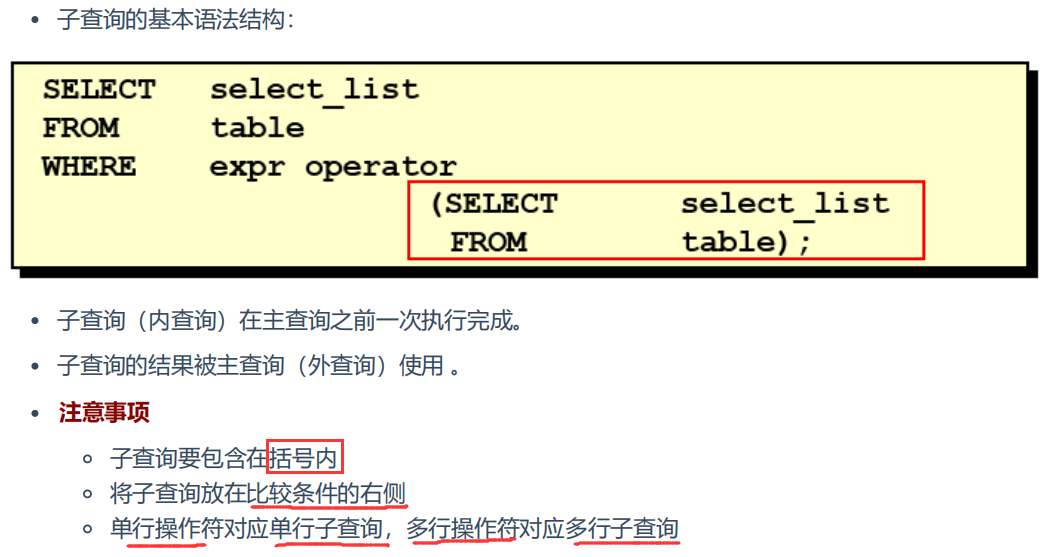 子查询的基本语法结构：
SELECT select_list
FROM table
WHERE expr operator
(SELECT select_list
FROM table);
子查询（内查询）在主查询之前一次执行完成。
子查询的结果被主查询（外查询）使用 。
注意事项
子查询要包含在括号内
将子查询放在比较条件的右侧
单行操作符对应单行子查询，多行操作符对应多行子查询